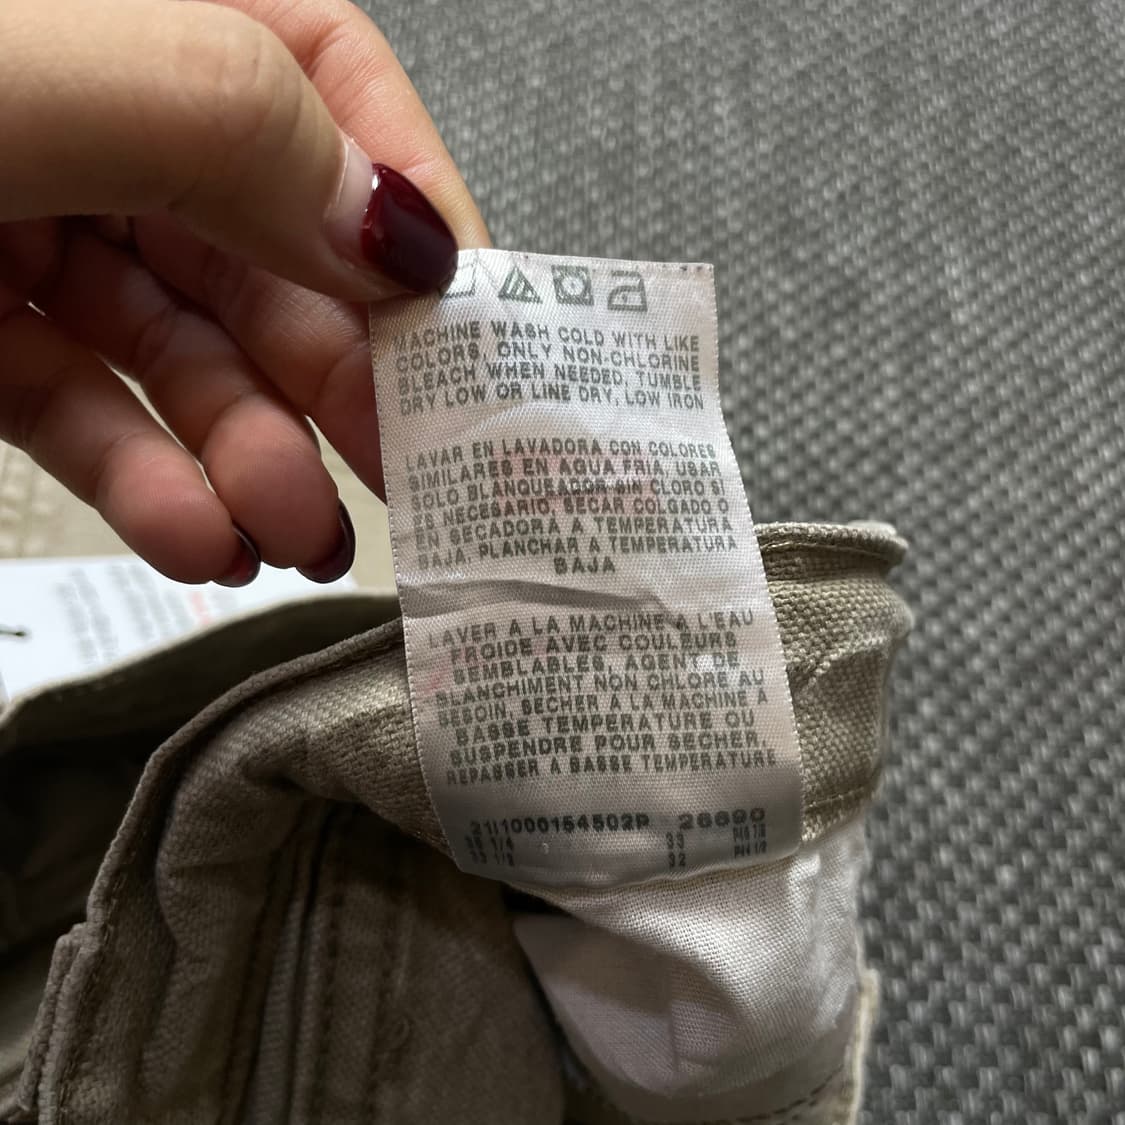 MACHINE WASH COLD WITH LIKE
COLORS, ONLY NON-CHLORINE
BLEACH WHEN NEEDED, TUMBLE
DRY LOW OR LINE DRY, LOW IRON
LAVAR EN LAVADORA CON COLORES
SIMILARES EN AGUA FRIA, USAR
SOLO BLANQUEADOR SIN CLORO SI
ES NECESARIO, SECAR COLGADO O
EN SECADORA A TEMPERATURA
BAJA, PLANCHAR A TEMPERATURA
BAJA
LAVER A LA MACHINE A L'EAU
FROIDE AVEC COULEURS
SEMBLABLES, AGENT DE
BLANCHIMENT NON CHLORE AU
BESOIN, SECHER A LA MACHINE A
BASSE TEMPERATURE OU
SUSPENDRE POUR SECHER,
REPASSER A BASSE TEMPERATURE
211000154502P 26690
33
32